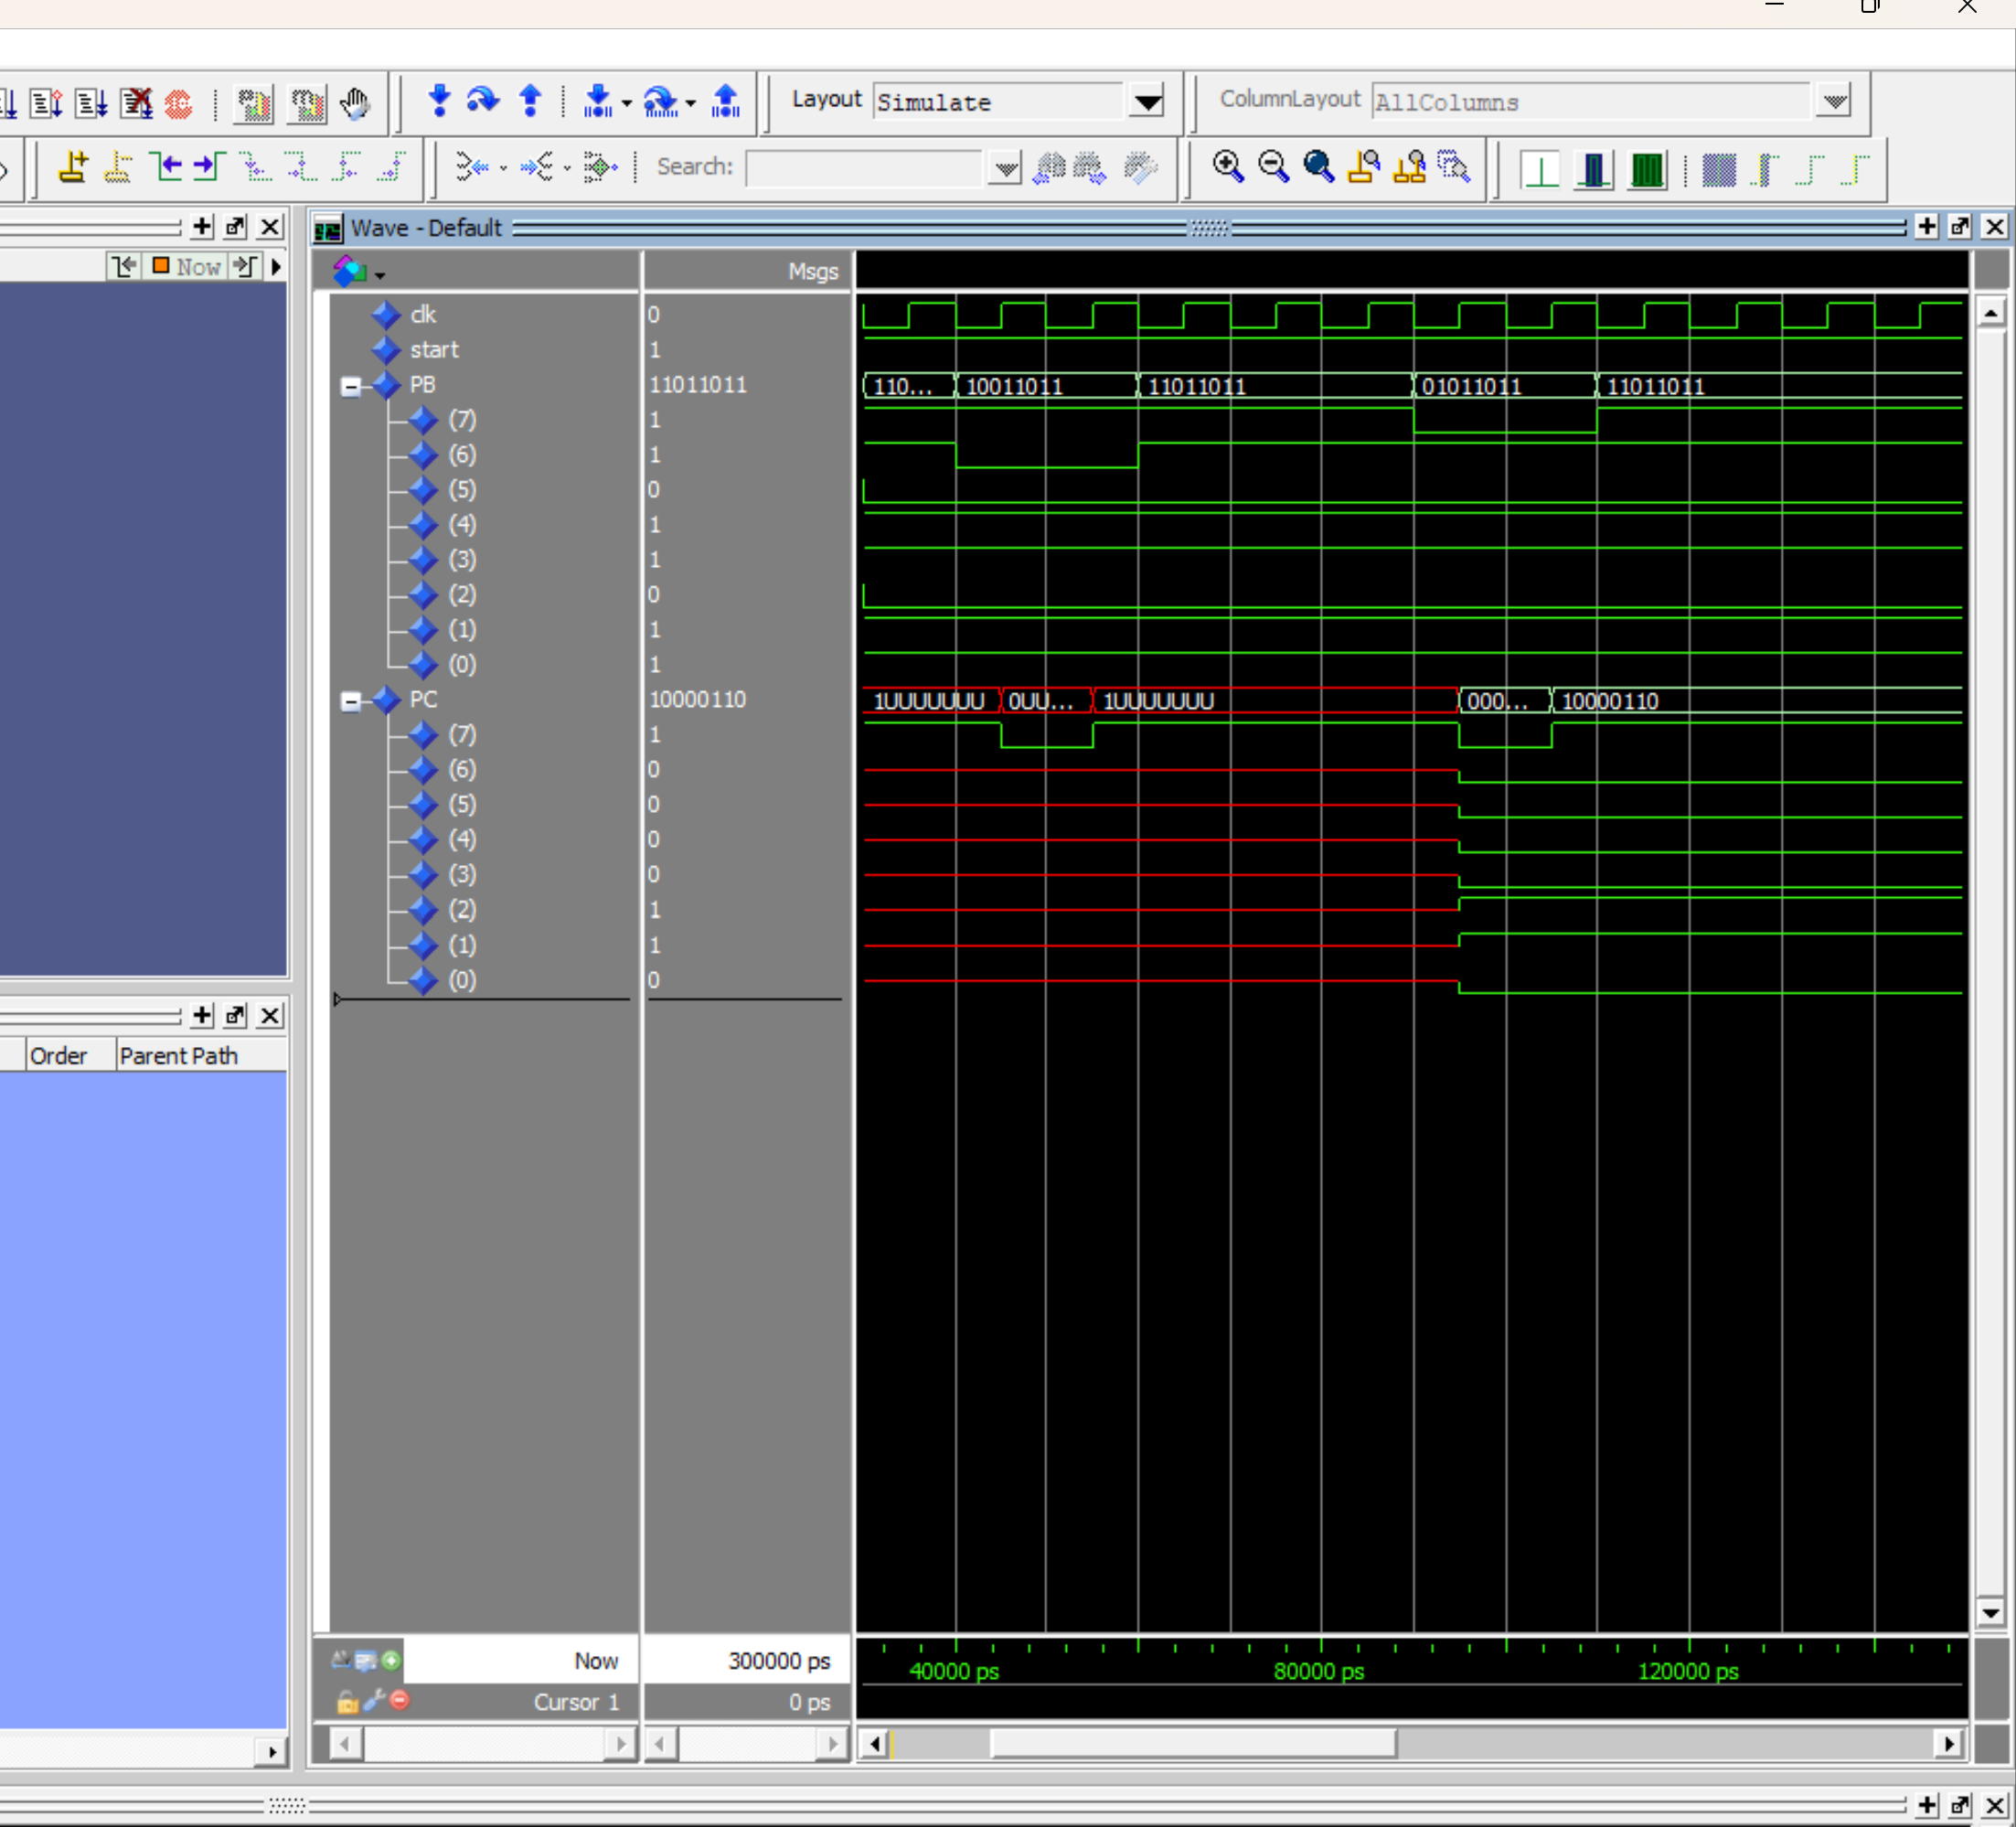 Layout Simulate ColumnLayout AllColumns
Search:
Wave - Default
Now
Msgs
clk 0
start 1
PB 11011011 110... 10011011 11011011 01011011 11011011
(7) 1
(6) 1
(5) 0
(4) 1
(3) 1
(2) 0
(1) 1
(0) 1
PC 10000110 1UUUUUUU 0UU... 1UUUUUUU 000... 10000110
(7) 1
(6) 0
(5) 0
(4) 0
(3) 0
(2) 1
(1) 1
(0) 0
Order Parent Path
Now 300000 ps 40000 ps 80000 ps 120000 ps
Cursor 1 0 ps